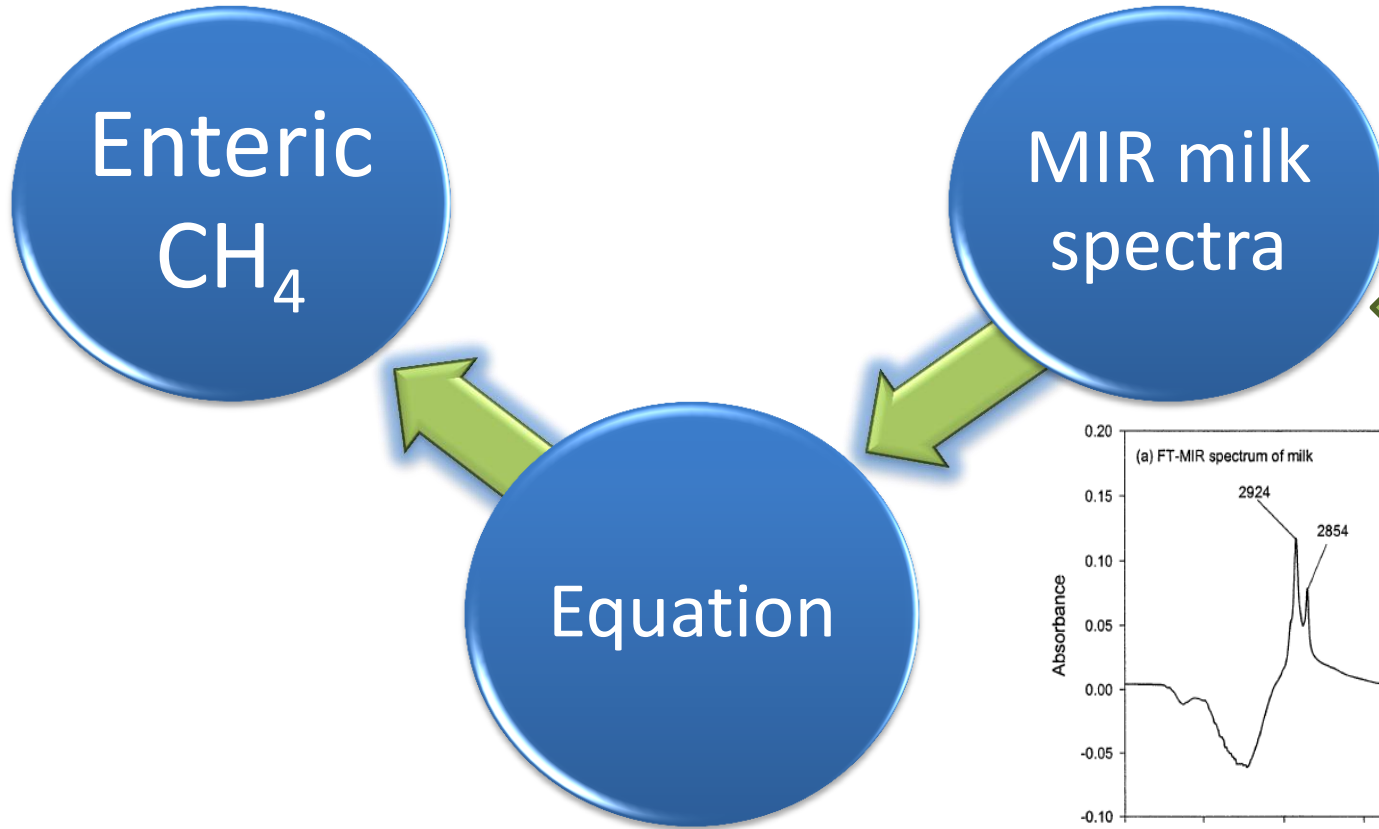 Enteric
CH₄
MIR milk
spectra
Equation
(a) FT-MIR spectrum of milk
2924
2854
Absorbance
0.20
0.15
0.10
0.05
0.00
-0.05
-0.10